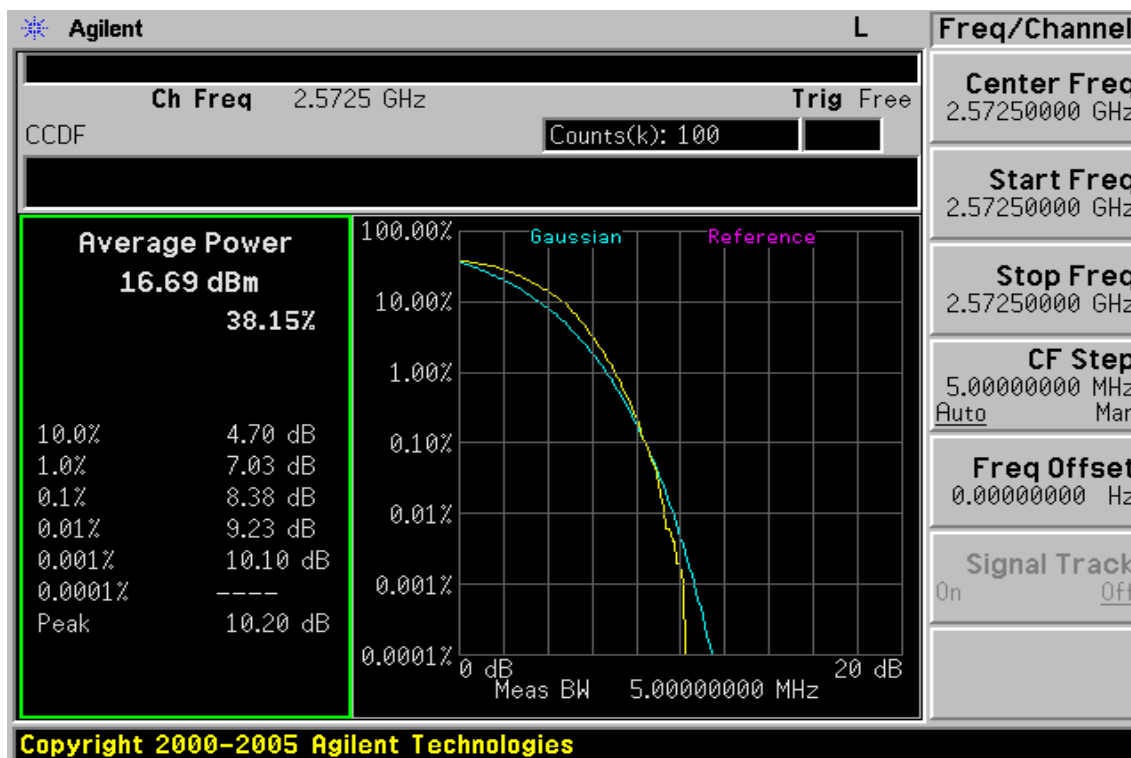 Agilent L
Ch Freq 2.5725 GHz Trig Free
CCDF Counts(k): 100
Average Power
16.69 dBm
38.15%
10.0% 4.70 dB
1.0% 7.03 dB
0.1% 8.38 dB
0.01% 9.23 dB
0.001% 10.10 dB
0.0001% ----
Peak 10.20 dB
Gaussian Reference
100.00%
10.00%
1.00%
0.10%
0.01%
0.001%
0.0001%
0 dB 20 dB
Meas BW 5.00000000 MHz
Freq/Channel
Center Freq
2.57250000 GHz
Start Freq
2.57250000 GHz
Stop Freq
2.57250000 GHz
CF Step
5.00000000 MHz
Auto Man
Freq Offset
0.00000000 Hz
Signal Track
On Off
Copyright 2000-2005 Agilent Technologies